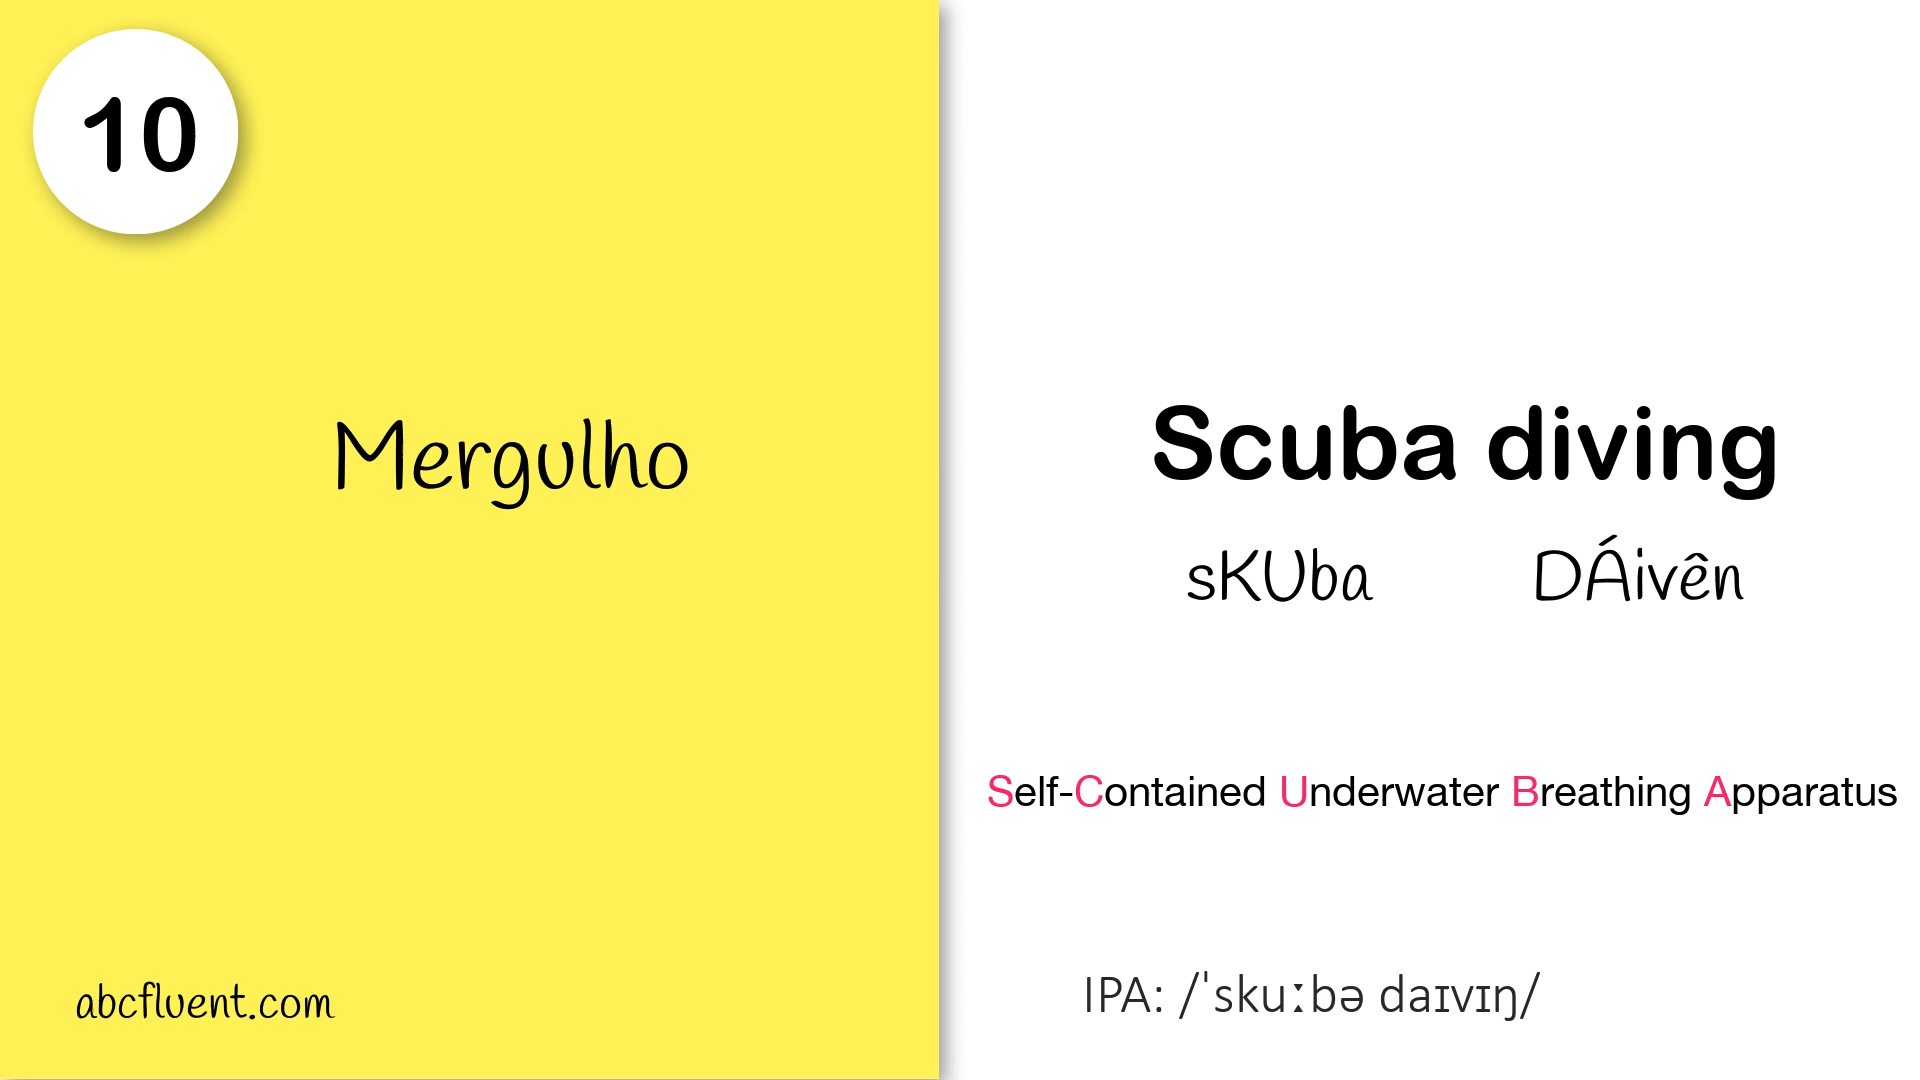 10
Mergulho
abcfluent.com
Scuba diving
sKUba DÁivên
Self-Contained Underwater Breathing Apparatus
IPA: /ˈskuːbə daɪvɪŋ/